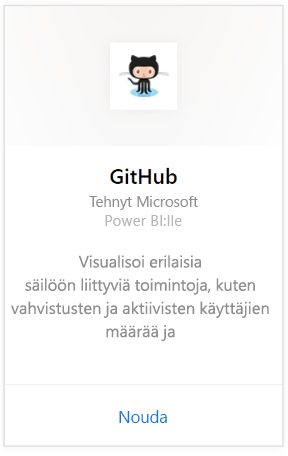 GitHub
Tehnyt Microsoft
Power BI:lle
Visualisoi erilaisia
säilöön liittyviä toimintoja, kuten
vahvistusten ja aktiivisten käyttäjien
määrää ja
Nouda